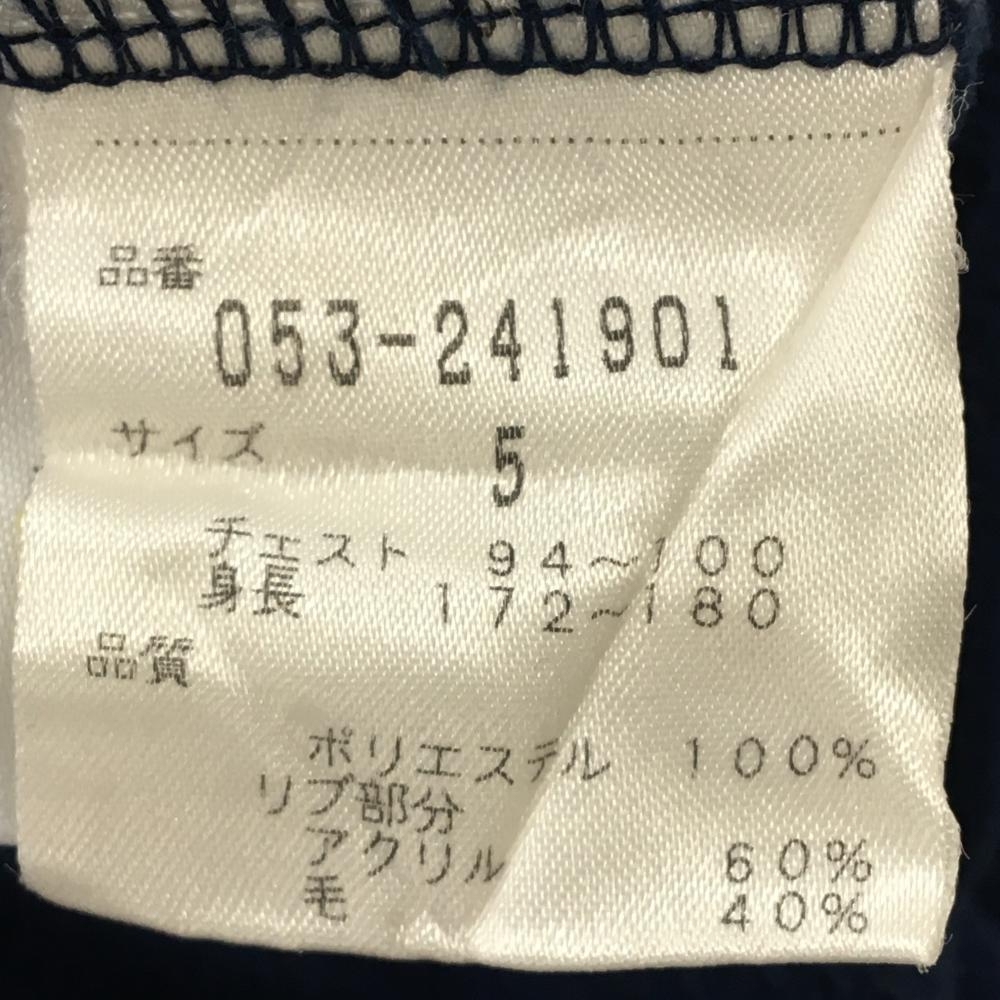 品番
053-241901
サイズ 5
チェスト 94~100
身長 172~180
品質
ポリエステル 100%
リブ部分
アクリル 60%
毛 40%